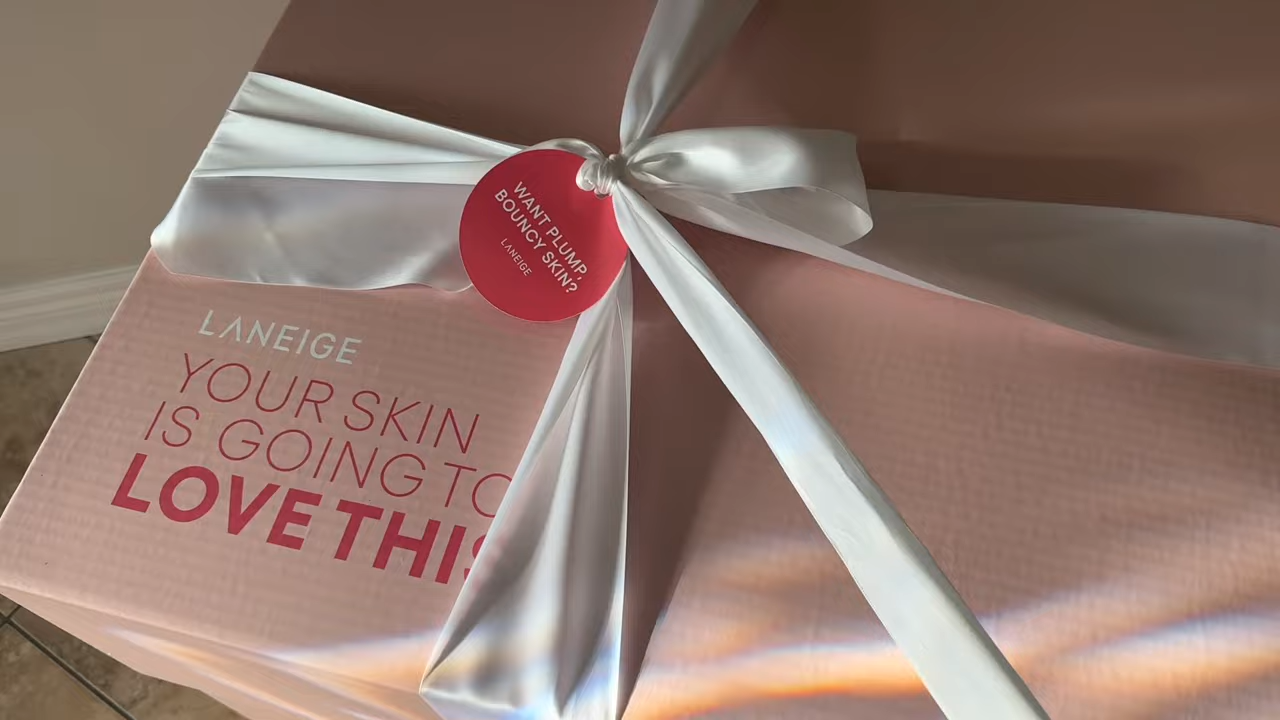 WANT PLUMP,
BOUNCY SKIN?
LANEIGE
LANEIGE
YOUR SKIN
IS GOING TO
LOVE THIS